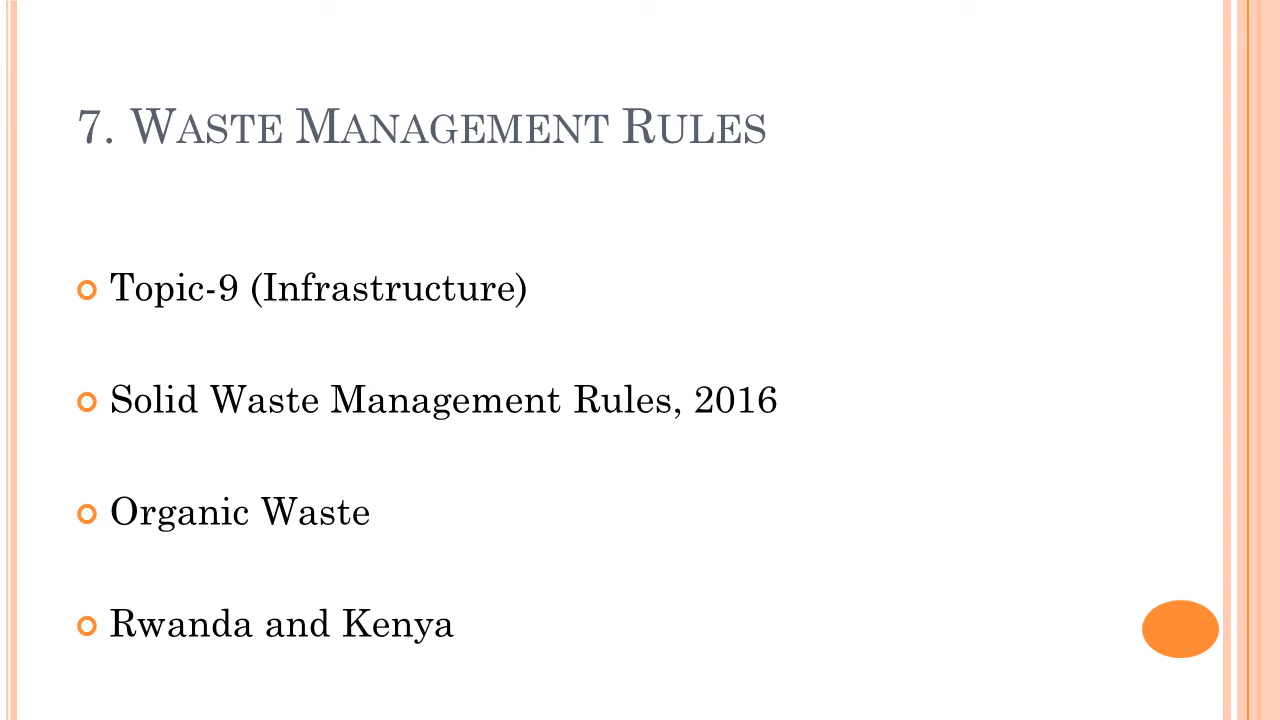 7. WASTE MANAGEMENT RULES
Topic-9 (Infrastructure)
Solid Waste Management Rules, 2016
Organic Waste
Rwanda and Kenya